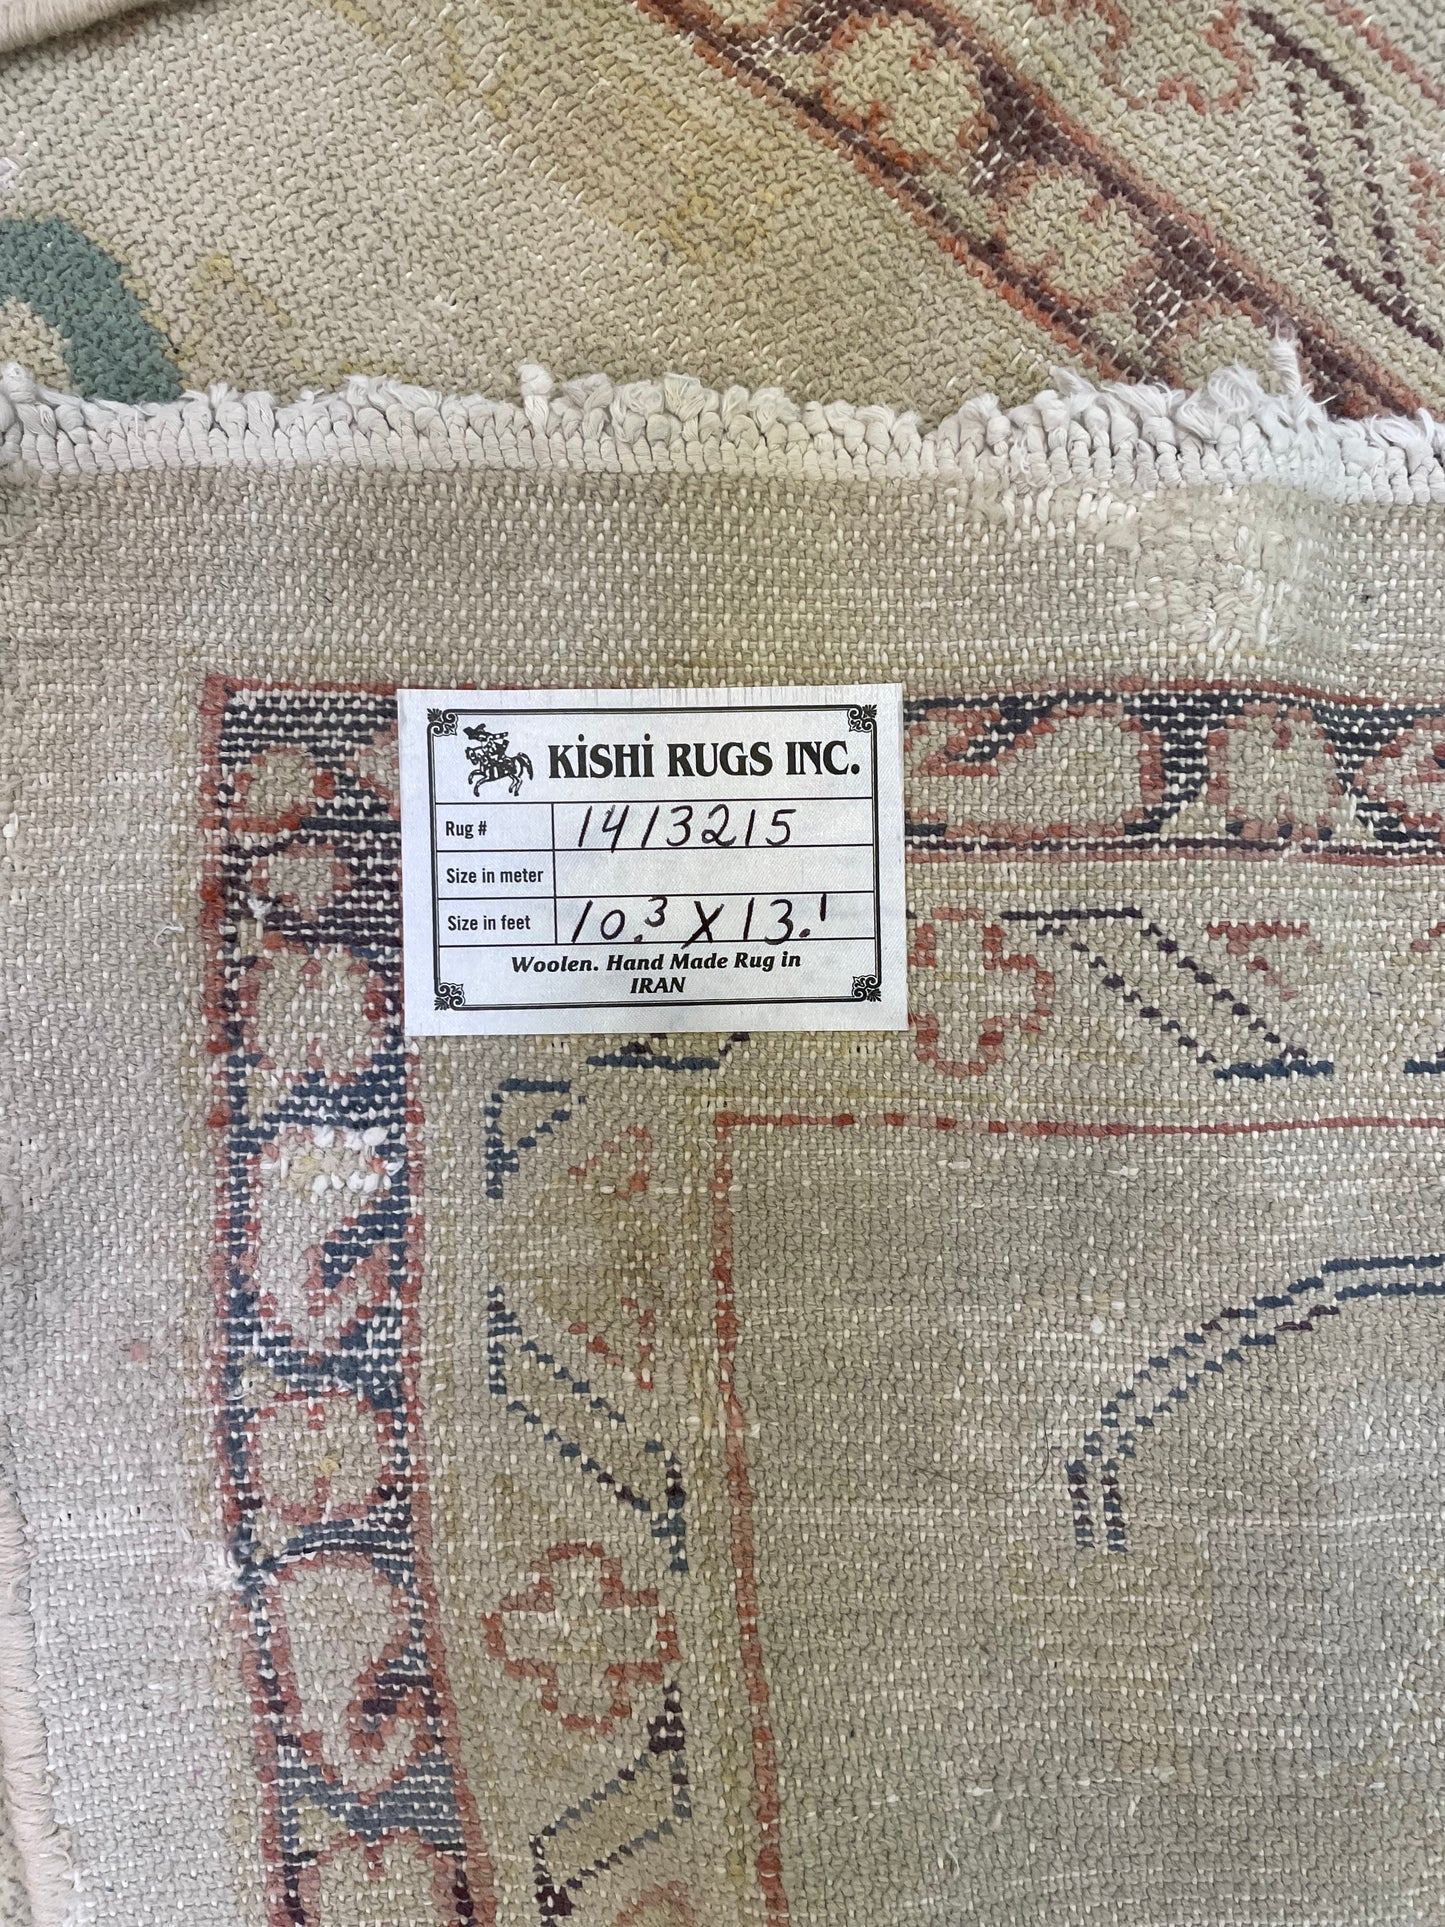 KiSHi RUGS INC.
Rug # 1413215
Size in meter
Size in feet 10.3 X 13.1
Woolen. Hand Made Rug in
IRAN